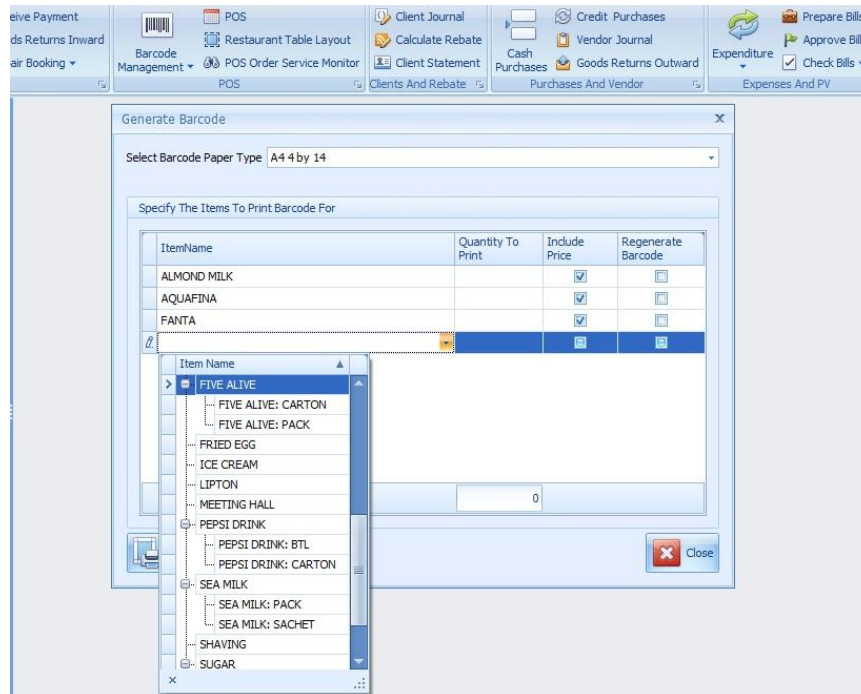 eive Payment
ds Returns Inward
air Booking
Barcode
Management
POS
Restaurant Table Layout
POS Order Service Monitor
POS
Client Journal
Calculate Rebate
Client Statement
Clients And Rebate
Cash
Purchases
Credit Purchases
Vendor Journal
Goods Returns Outward
Purchases And Vendor
Expenditure
Prepare Bill
Approve Bill
Check Bills
Expenses And PV
Generate Barcode
Select Barcode Paper Type A4 4 by 14
Specify The Items To Print Barcode For
ItemName
Quantity To
Print
Include
Price
Regenerate
Barcode
ALMOND MILK
AQUAFINA
FANTA
Item Name
FIVE ALIVE
FIVE ALIVE: CARTON
FIVE ALIVE: PACK
FRIED EGG
ICE CREAM
LIPTON
MEETING HALL
PEPSI DRINK
PEPSI DRINK: BTL
PEPSI DRINK: CARTON
SEA MILK
SEA MILK: PACK
SEA MILK: SACHET
SHAVING
SUGAR
0
Close